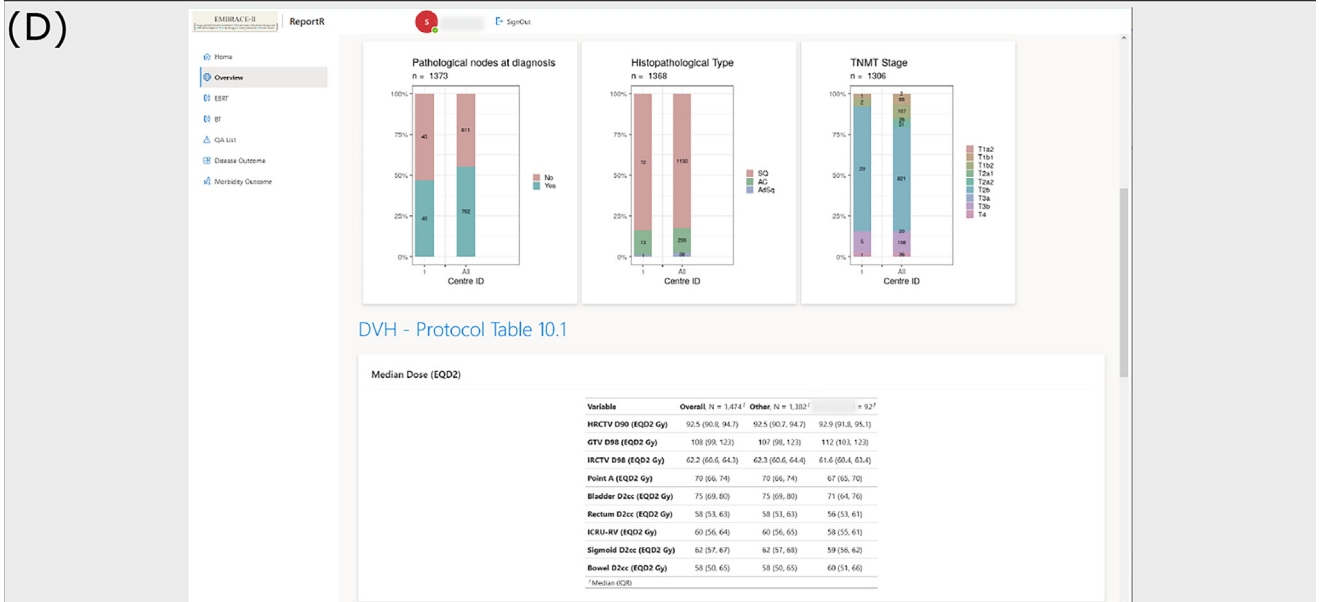 (D)
EMBRACE-II
ReportR
S
SignOut
Home
Overview
EBRT
BT
QA List
Disease Outcome
Morbidity Outcome
Pathological nodes at diagnosis
n = 1373
100%
75%
50%
25%
0%
45
611
40
762
No
Yes
1 All
Centre ID
Histopathological Type
n = 1368
100%
75%
50%
25%
0%
72
1130
13
1
SQ
AC
AdSq
1 All
Centre ID
TNMT Stage
n = 1306
100%
75%
50%
25%
0%
1
2
29
5
1
2
T1a2
T1b1
T1b2
T2a1
T2a2
T2b
T3a
T3b
T4
1 All
Centre ID
DVH - Protocol Table 10.1
Median Dose (EQD2)
Variable Overall, N = 1,474 Other, N = 1,382 = 92
HRCTV D90 (EQD2 Gy) 92.5 (90.8, 94.7) 92.5 (90.7, 94.7) 92.9 (91.8, 95.1)
GTV D98 (EQD2 Gy) 108 (99, 123) 107 (98, 123) 112 (103, 123)
IRCTV D98 (EQD2 Gy) 62.2 (60.6, 64.3) 62.3 (60.6, 64.4) 61.6 (60.4, 63.4)
Point A (EQD2 Gy) 70 (66, 74) 70 (66, 74) 67 (65, 70)
Bladder D2cc (EQD2 Gy) 75 (69, 80) 75 (69, 80) 71 (64, 76)
Rectum D2cc (EQD2 Gy) 58 (53, 63) 58 (53, 63) 56 (53, 61)
ICRU-RV (EQD2 Gy) 60 (56, 64) 60 (56, 65) 58 (55, 61)
Sigmoid D2cc (EQD2 Gy) 62 (57, 67) 62 (57, 68) 59 (56, 62)
Bowel D2cc (EQD2 Gy) 58 (50, 65) 58 (50, 65) 60 (51, 66)
Median (IQR)